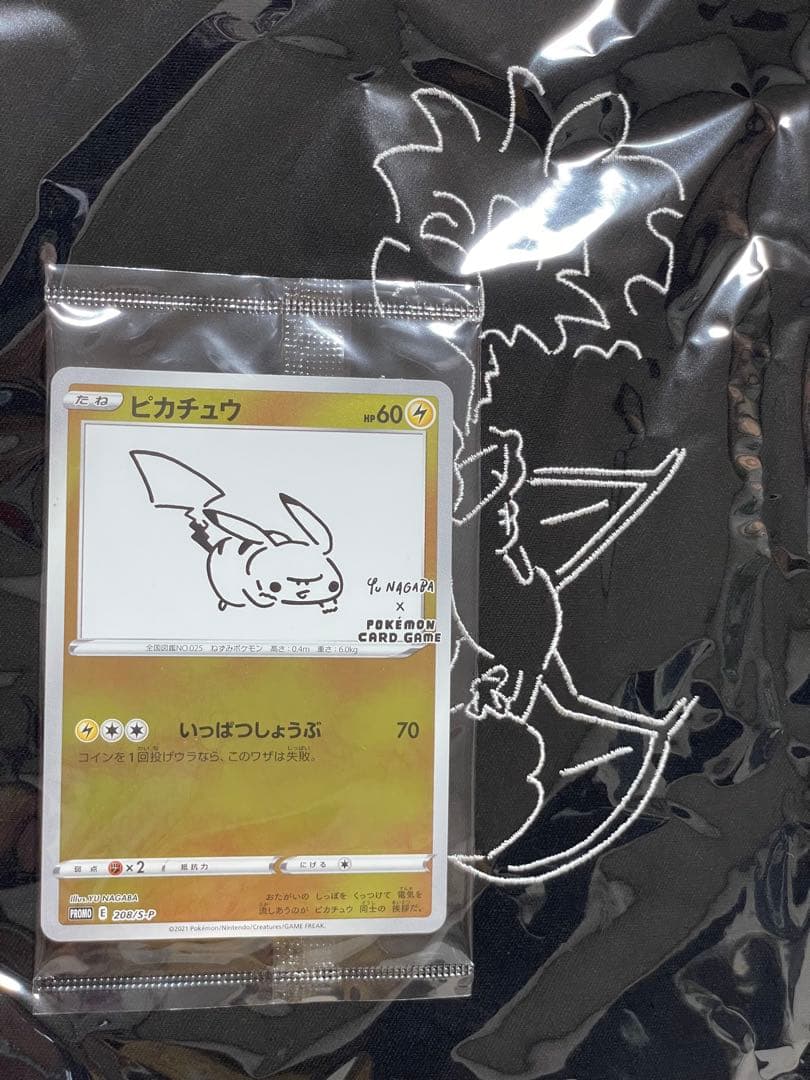 たね ピカチュウ HP60
YU NAGABA
×
POKÉMON
CARD GAME
全国図鑑NO.025 ねずみポケモン 高さ:0.4m 重さ:6.0kg
いっぱつしょうぶ 70
コインを1回投げウラなら、このワザは失敗。
弱点 ×2 抵抗力 にげる
Illus. YU NAGABA
おたがいの しっぽを くっつけて 電気を
流しあうのが ピカチュウ 同士の 挨拶だ。
PROMO E 208/S-P
©2021 Pokémon/Nintendo/Creatures/GAME FREAK.